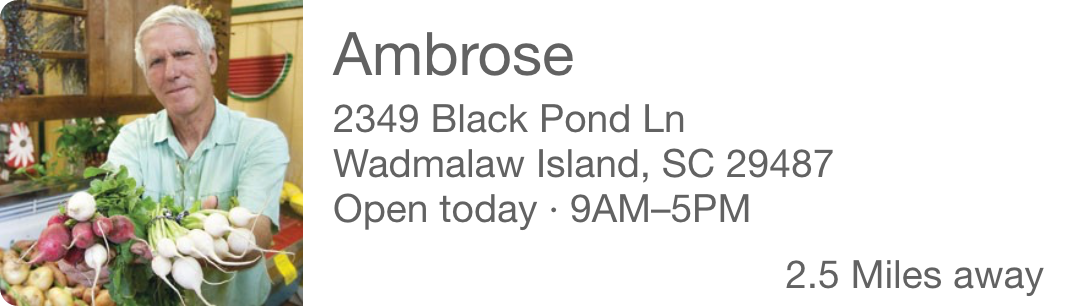 Ambrose
2349 Black Pond Ln
Wadmalaw Island, SC 29487
Open today · 9AM–5PM
2.5 Miles away